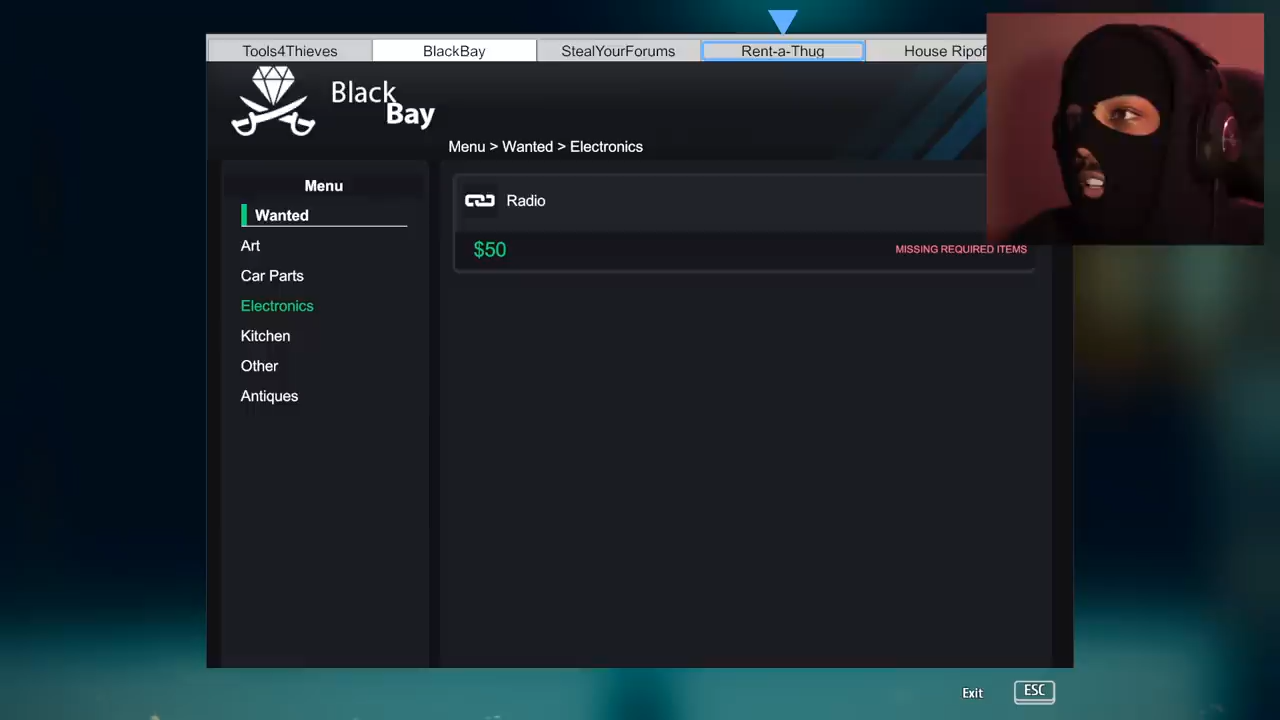 Tools4Thieves
BlackBay
StealYourForums
Rent-a-Thug
House Ripof
Black
Bay
Menu > Wanted > Electronics
Menu
Wanted
Art
Car Parts
Electronics
Kitchen
Other
Antiques
Radio
$50
MISSING REQUIRED ITEMS
Exit
ESC